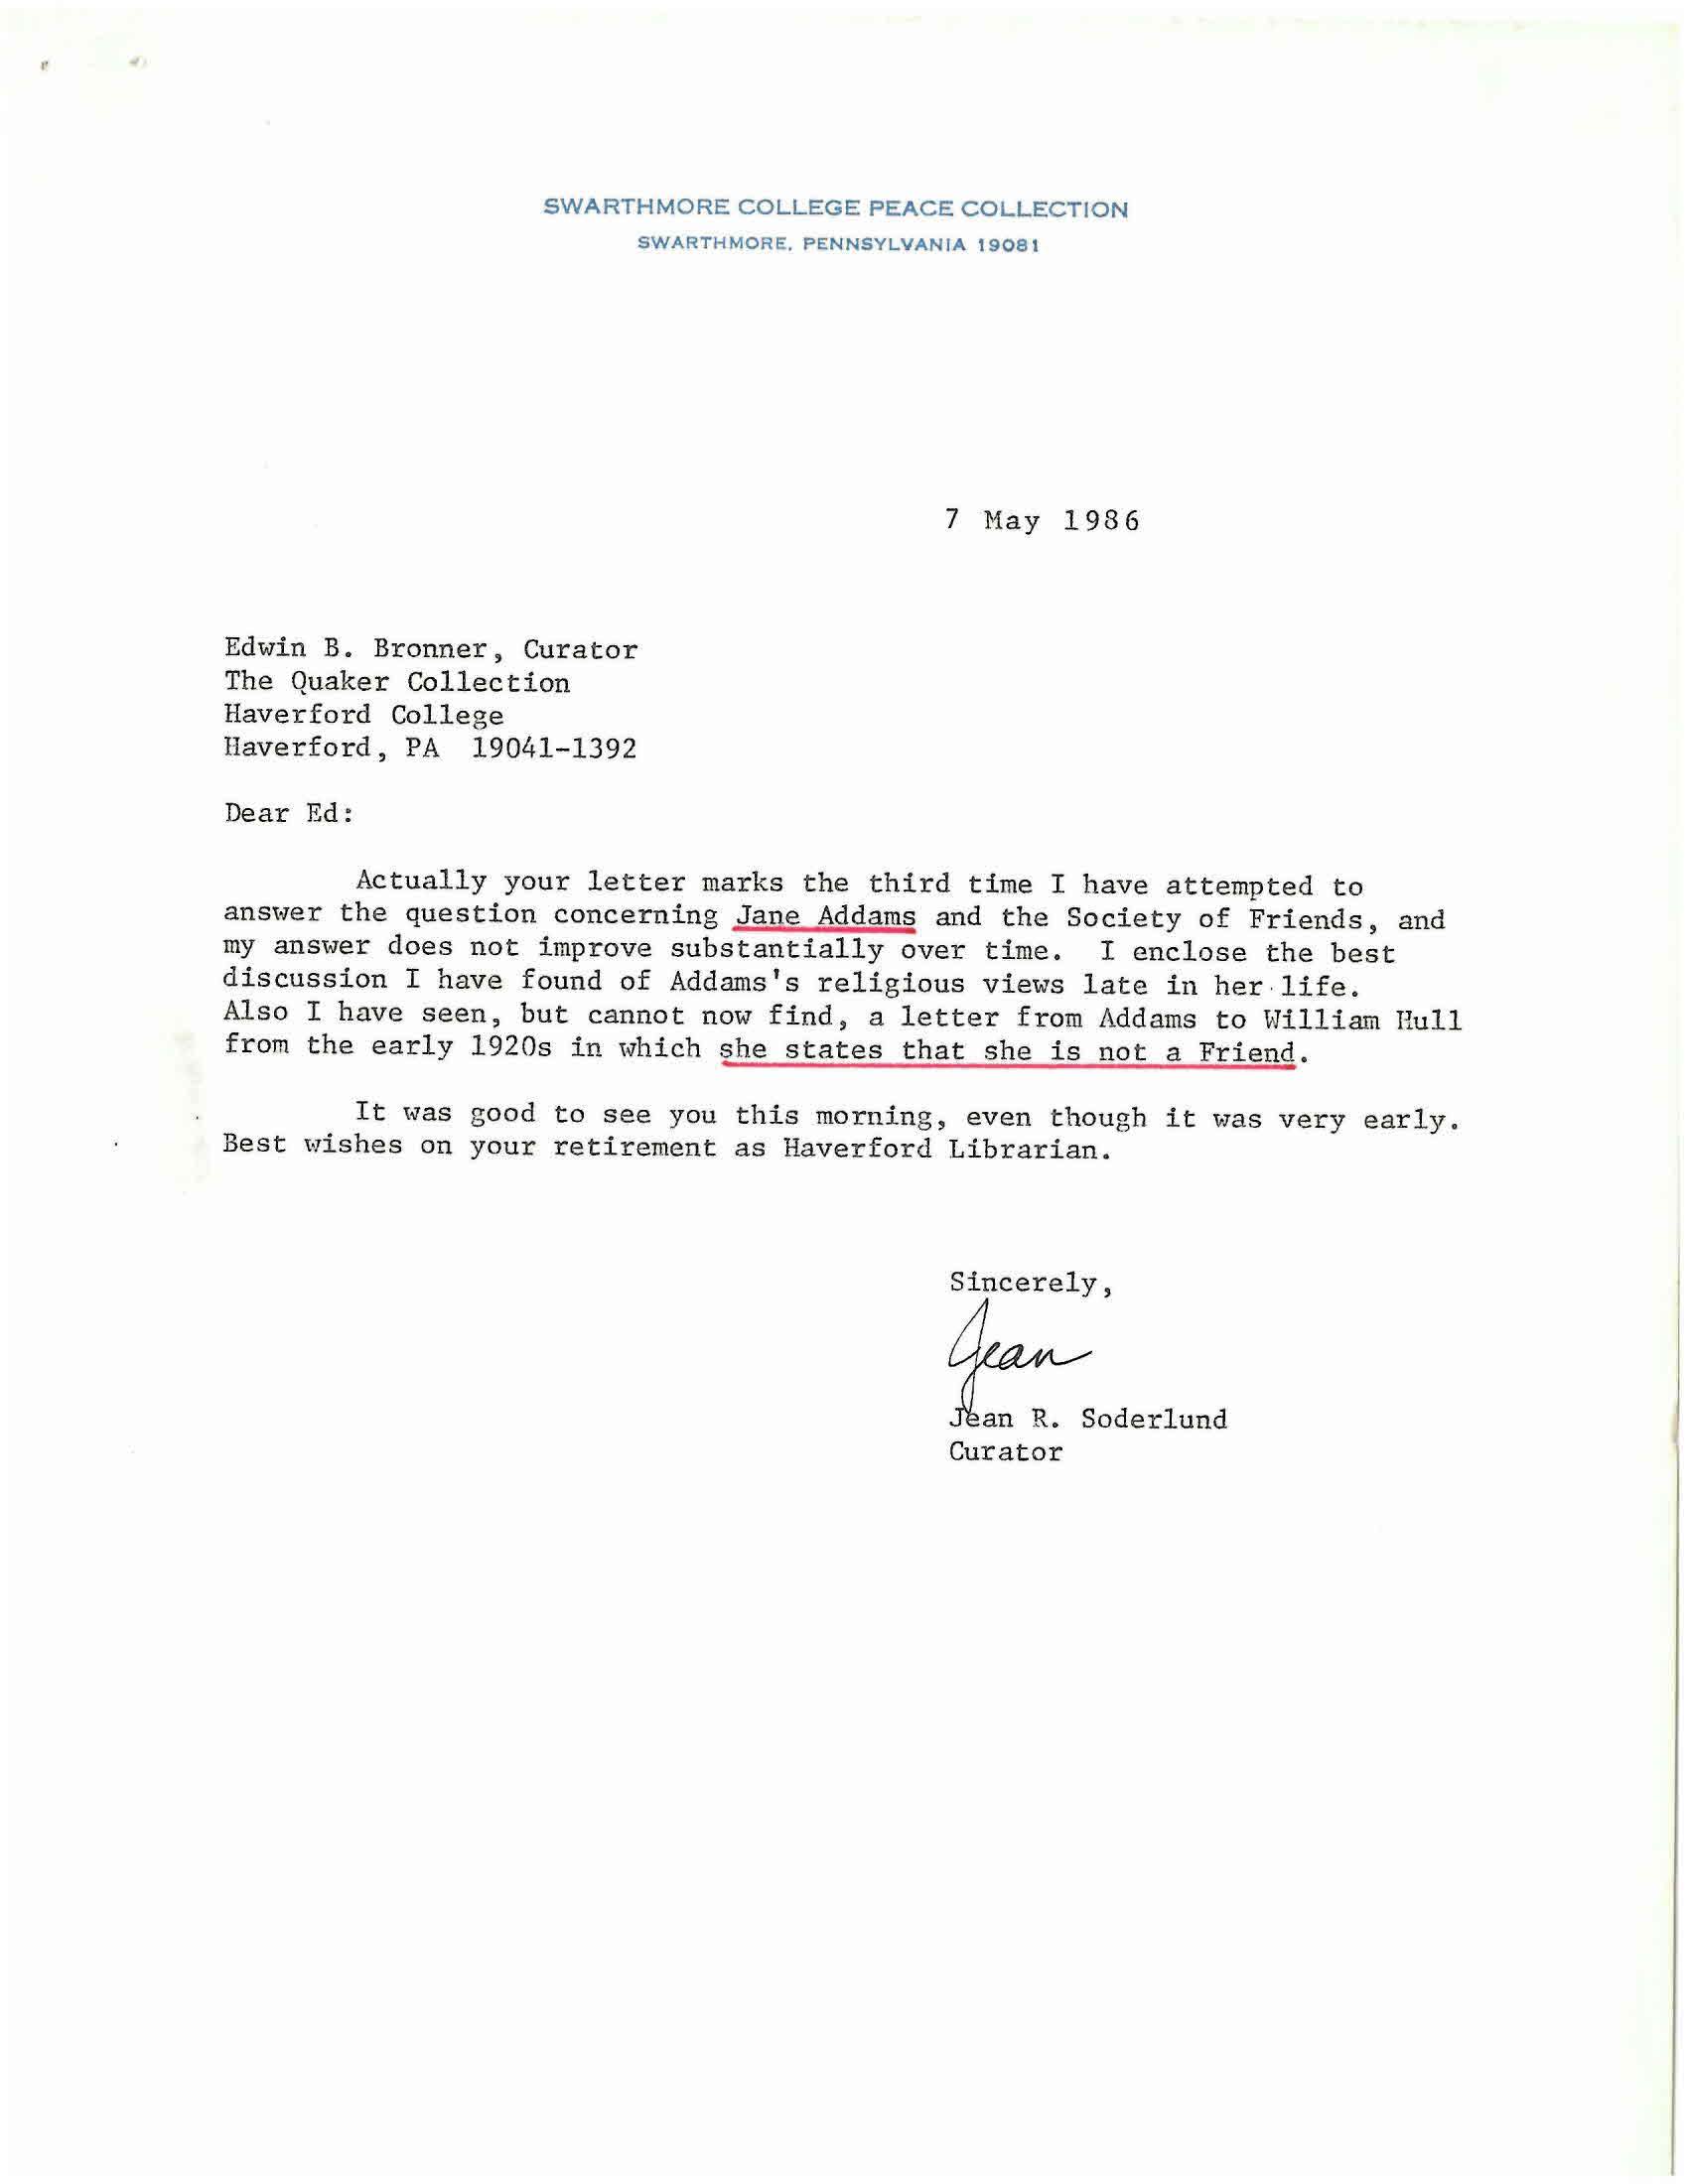 SWARTHMORE COLLEGE PEACE COLLECTION
SWARTHMORE, PENNSYLVANIA 19081
7 May 1986
Edwin B. Bronner, Curator
The Quaker Collection
Haverford College
Haverford, PA 19041-1392
Dear Ed:
Actually your letter marks the third time I have attempted to
answer the question concerning Jane Addams and the Society of Friends, and
my answer does not improve substantially over time. I enclose the best
discussion I have found of Addams's religious views late in her life.
Also I have seen, but cannot now find, a letter from Addams to William Hull
from the early 1920s in which she states that she is not a Friend.
It was good to see you this morning, even though it was very early.
Best wishes on your retirement as Haverford Librarian.
Sincerely,
Jean
Jean R. Soderlund
Curator